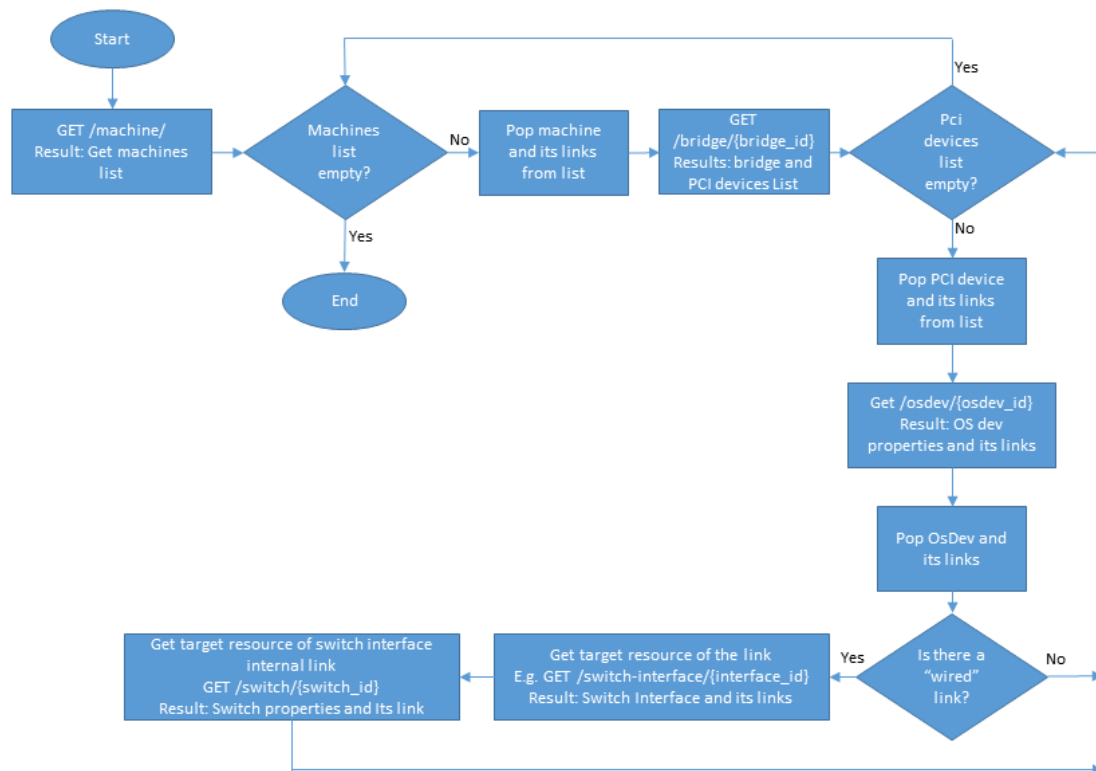 Start
Yes
GET /machine/
Result: Get machines
list
Machines
list
empty?
No
Pop machine
and its links
from list
GET
/bridge/{bridge_id}
Results: bridge and
PCI devices List
Pci
devices
list
empty?
Yes
No
End
Pop PCI device
and its links
from list
Get /osdev/{osdev_id}
Result: OS dev
properties and its links
Pop OsDev and
its links
Is there a
“wired”
link?
No
Yes
Get target resource of the link
E.g. GET /switch-interface/{interface_id}
Result: Switch Interface and its links
Get target resource of switch interface
internal link
GET /switch/{switch_id}
Result: Switch properties and Its link